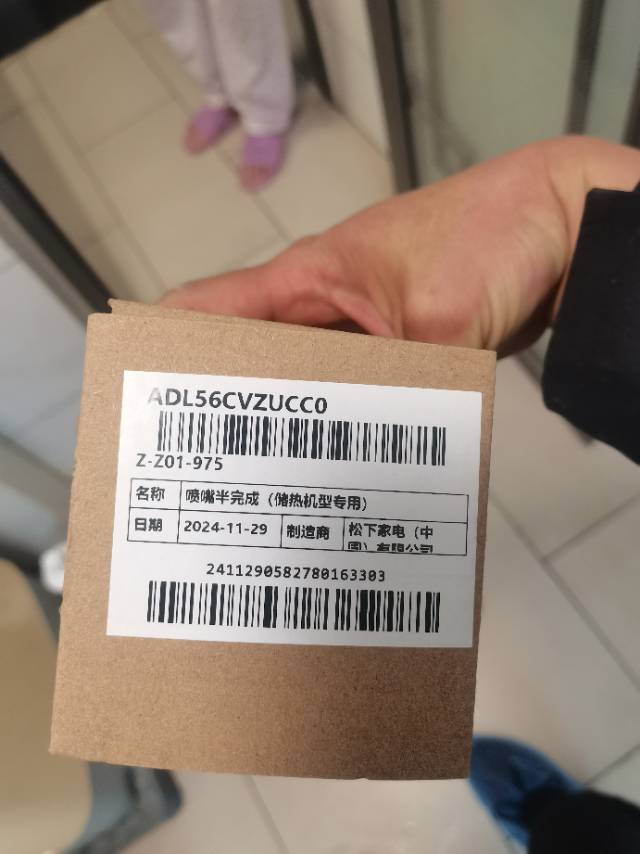 ADL56CVZUCC0
Z-Z01-975
名称 喷嘴半完成（储热机型专用）
日期 2024-11-29 制造商 松下家电（中
国）有限公司
2411290582780163303